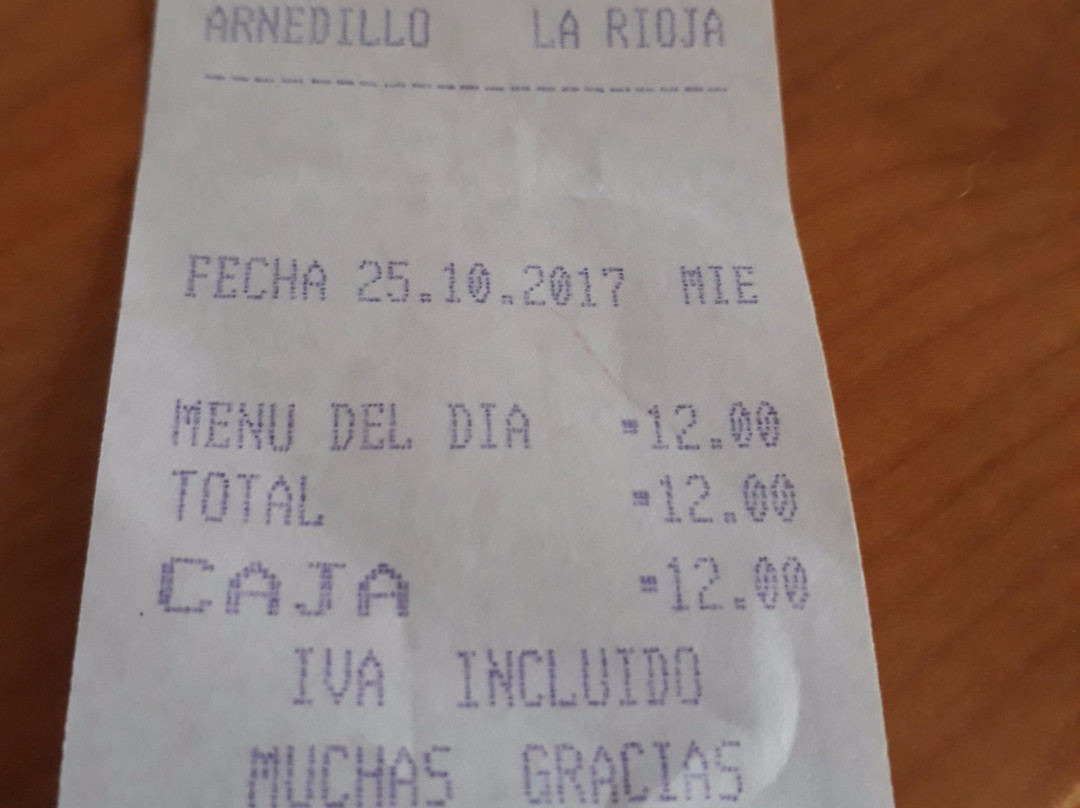 ARNEDILLO LA RIOJA
FECHA 25.10.2017 MIE
MENU DEL DIA =12.00
TOTAL =12.00
CAJA =12.00
IVA INCLUIDO
MUCHAS GRACIAS